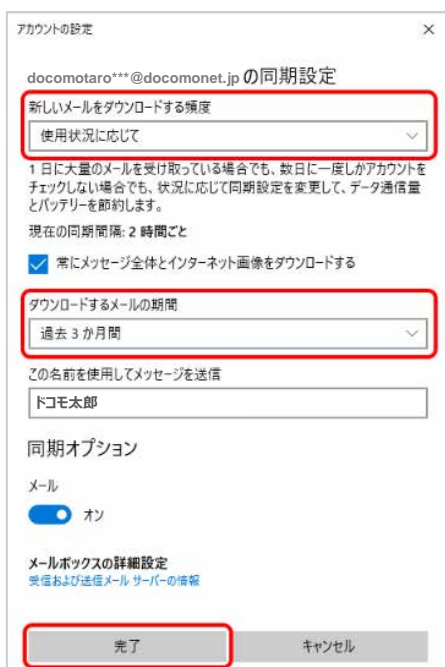 アカウントの設定
docomotaro***@docomonet.jp の同期設定
新しいメールをダウンロードする頻度
使用状況に応じて
1 日に大量のメールを受け取っている場合でも、数日に一度しかアカウントを
チェックしない場合でも、状況に応じて同期設定を変更して、データ通信量
とバッテリーを節約します。
現在の同期間隔: 2 時間ごと
常にメッセージ全体とインターネット画像をダウンロードする
ダウンロードするメールの期間
過去 3 か月間
この名前を使用してメッセージを送信
ドコモ太郎
同期オプション
メール
オン
メールボックスの詳細設定
受信および送信メール サーバーの情報
完了
キャンセル